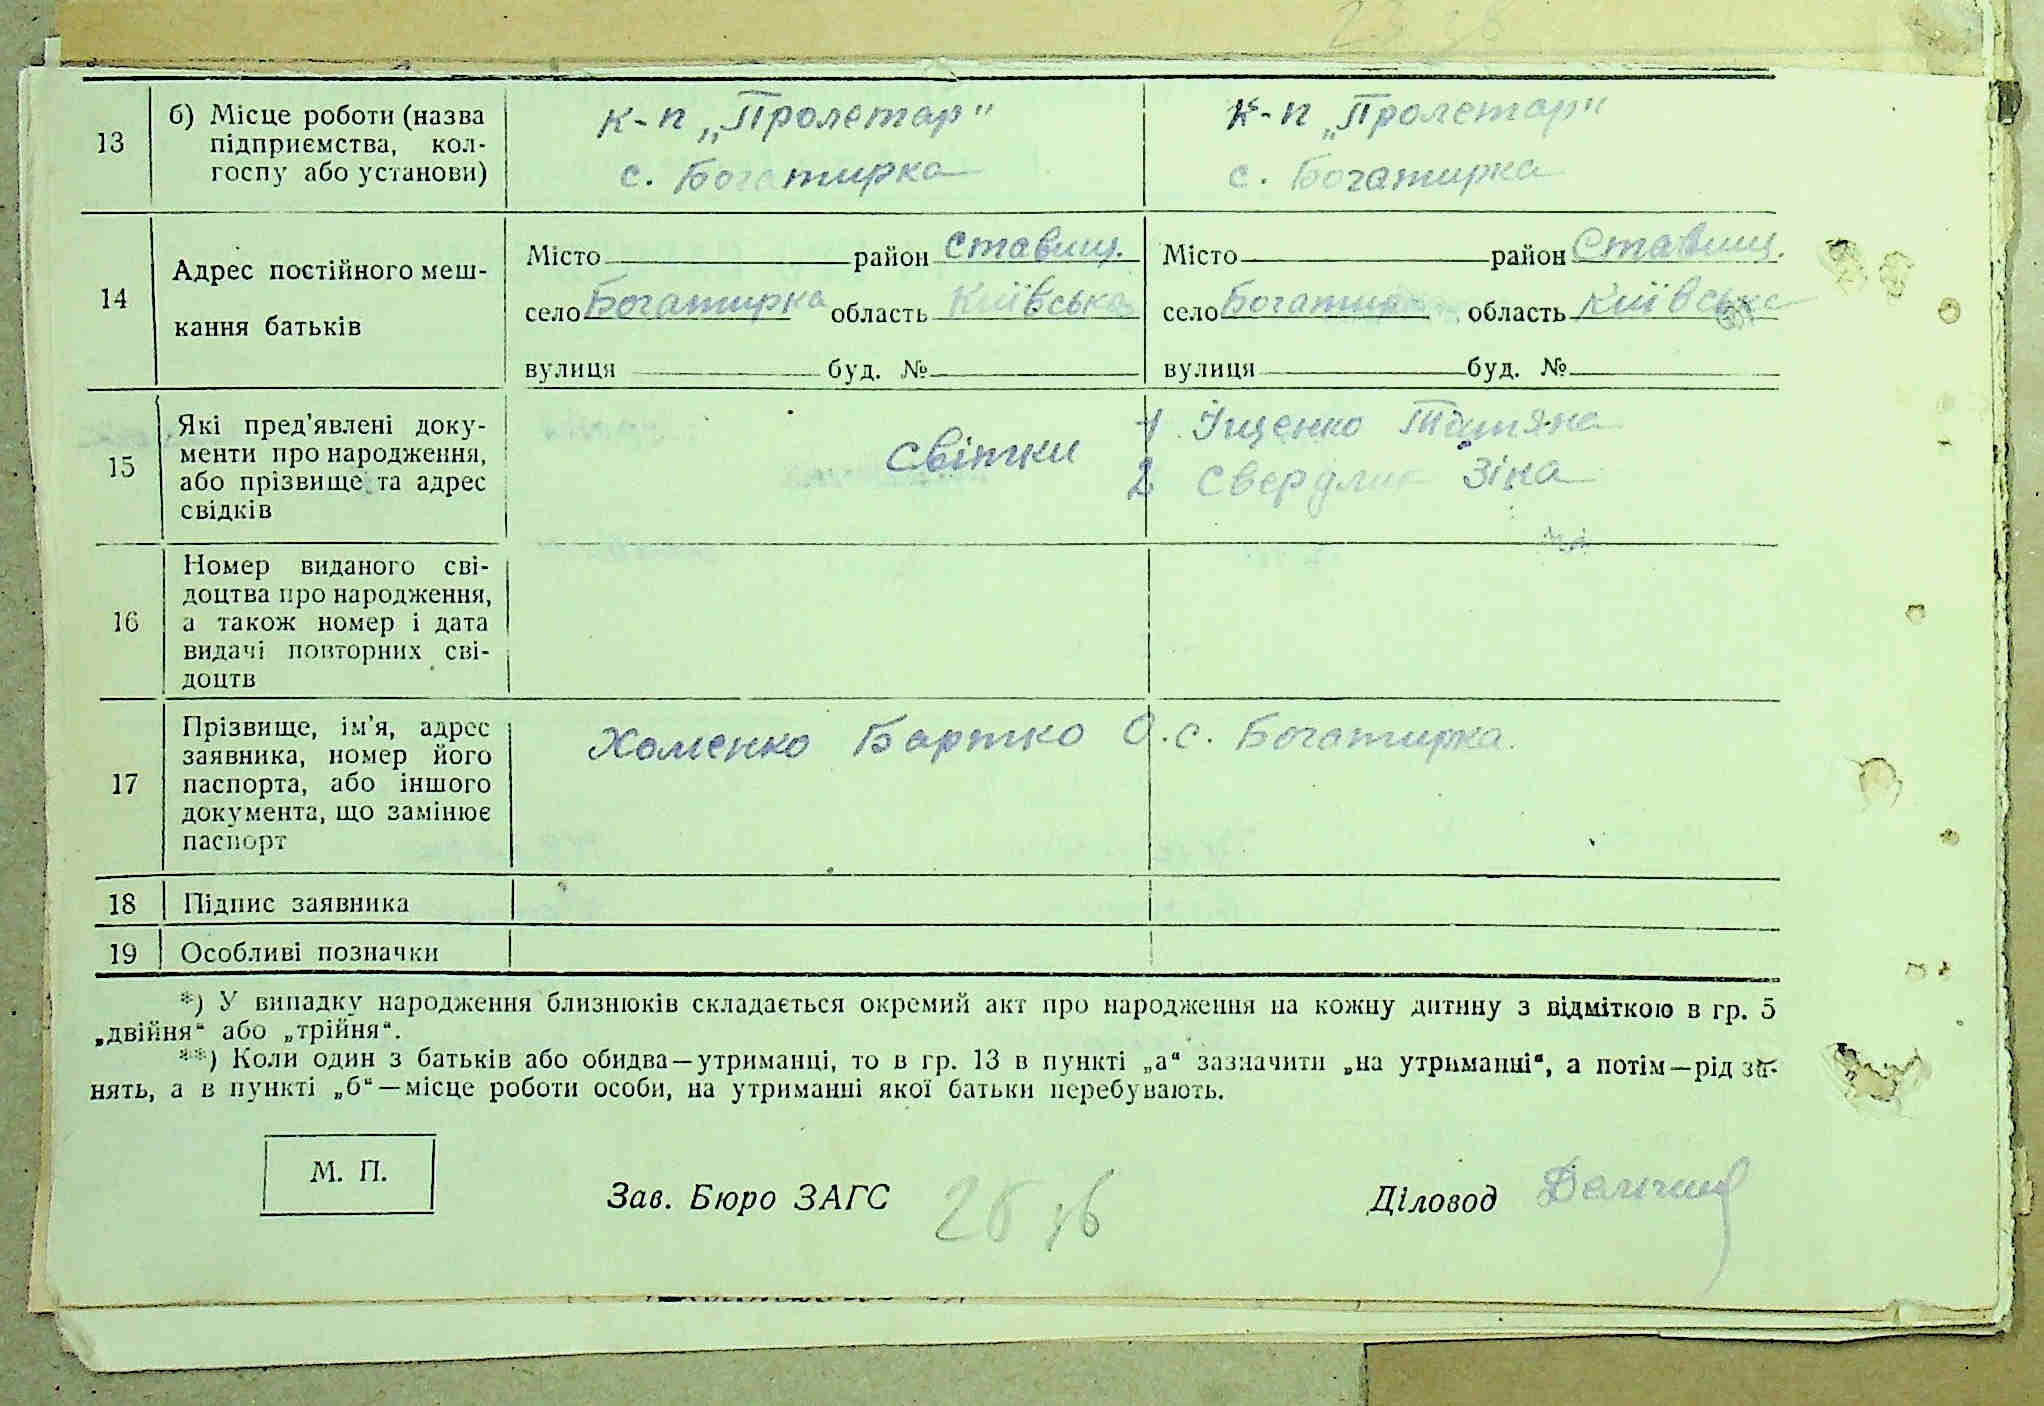 13 б) Місце роботи (назва підприємства, кол-
госпу або установи) к-п „Пролетар" к-п „Пролетар"
с. Богатирка с. Богатирка
14 Адрес постійного меш-
кання батьків
Місто район Ставищ. Місто район Ставищ.
село Богатирка область Київська село Богатирка область Київська
вулиця буд. № вулиця буд. №
15 Які пред'явлені доку-
менти про народження,
або прізвище та адрес
свідків
Світки 1 Іщенко Татяна
2 Свердлик Зіна
16 Номер виданого сві-
доцтва про народження,
а також номер і дата
видачі повторних сві-
доцтв
17 Прізвище, ім'я, адрес
заявника, номер його
паспорта, або іншого
документа, що замінює
паспорт
Хоменко Бартко О. с. Богатирка.
18 Підпис заявника
19 Особливі позначки
*) У випадку народження близнюків складається окремий акт про народження на кожну дитину з відміткою в гр. 5
„двійня“ або „трійня“.
**) Коли один з батьків або обидва—утриманці, то в гр. 13 в пункті „а“ зазначити „на утриманні“, а потім—рід за-
нять, а в пункті „б“—місце роботи особи, на утриманні якої батьки перебувають.
М. П.
Зав. Бюро ЗАГС Діловод